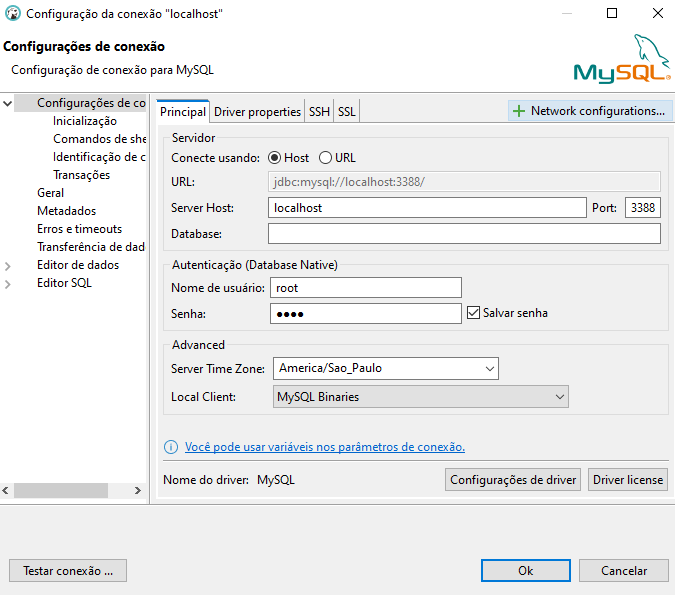 Configuração da conexão "localhost"
Configurações de conexão
Configuração de conexão para MySQL
MySQL®
Configurações de co
Inicialização
Comandos de she
Identificação de c
Transações
Geral
Metadados
Erros e timeouts
Transferência de dad
Editor de dados
Editor SQL
Principal Driver properties SSH SSL
Network configurations...
Servidor
Conecte usando: Host URL
URL: jdbc:mysql://localhost:3388/
Server Host: localhost Port: 3388
Database:
Autenticação (Database Native)
Nome de usuário: root
Senha: •••• Salvar senha
Advanced
Server Time Zone: America/Sao_Paulo
Local Client: MySQL Binaries
Você pode usar variáveis nos parâmetros de conexão.
Nome do driver: MySQL Configurações de driver Driver license
Testar conexão ... Ok Cancelar